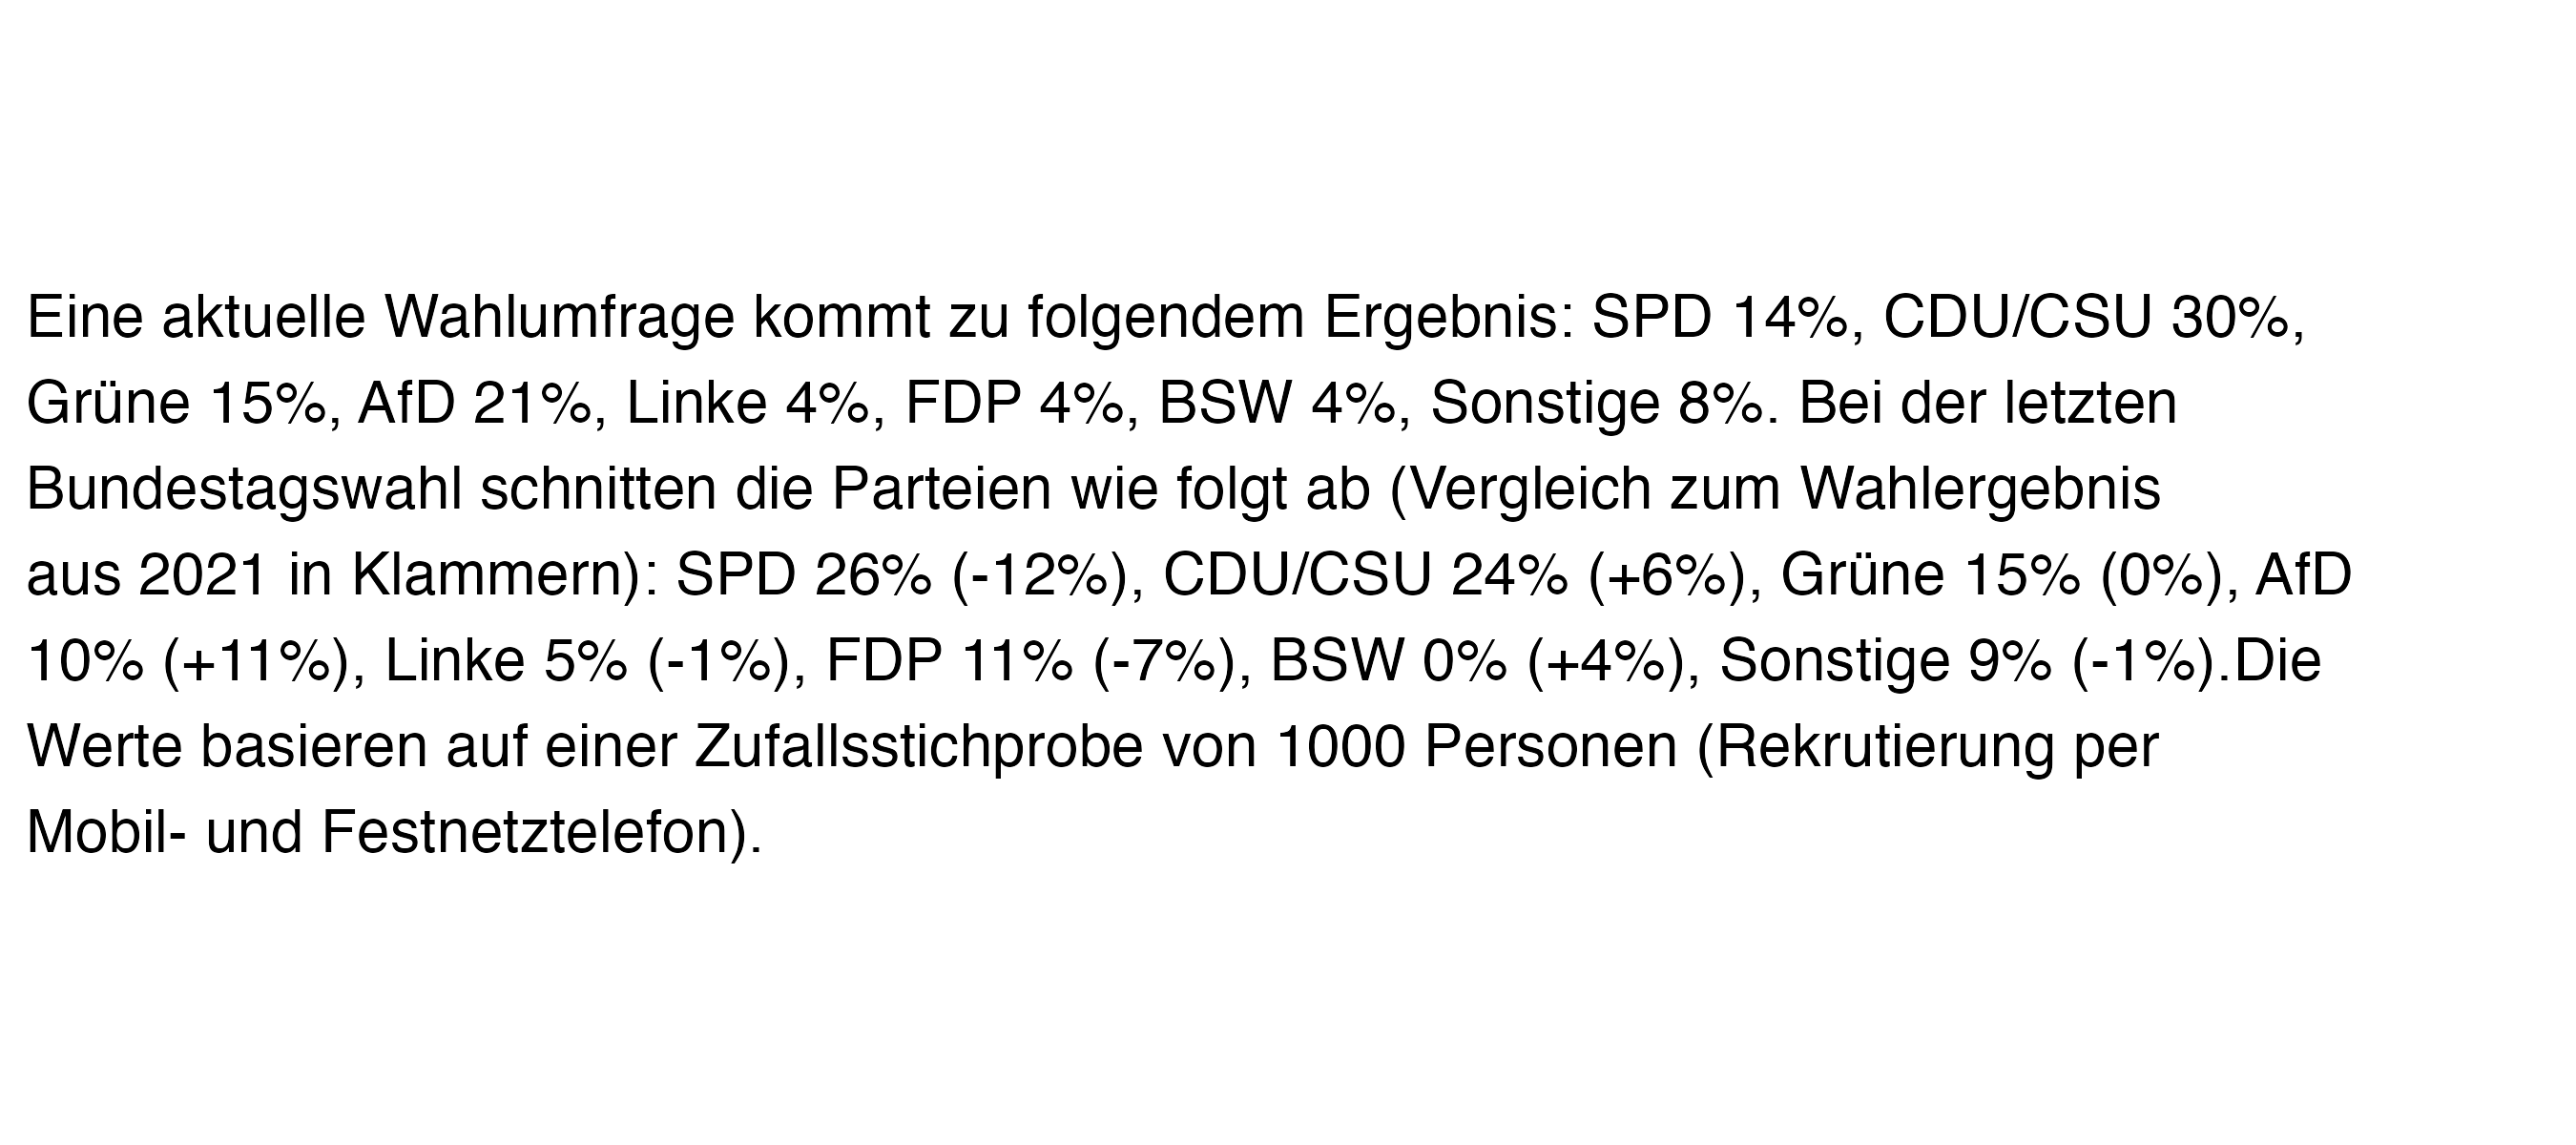 Eine aktuelle Wahlumfrage kommt zu folgendem Ergebnis: SPD 14%, CDU/CSU 30%,
Grüne 15%, AfD 21%, Linke 4%, FDP 4%, BSW 4%, Sonstige 8%. Bei der letzten
Bundestagswahl schnitten die Parteien wie folgt ab (Vergleich zum Wahlergebnis
aus 2021 in Klammern): SPD 26% (-12%), CDU/CSU 24% (+6%), Grüne 15% (0%), AfD
10% (+11%), Linke 5% (-1%), FDP 11% (-7%), BSW 0% (+4%), Sonstige 9% (-1%).Die
Werte basieren auf einer Zufallsstichprobe von 1000 Personen (Rekrutierung per
Mobil- und Festnetztelefon).